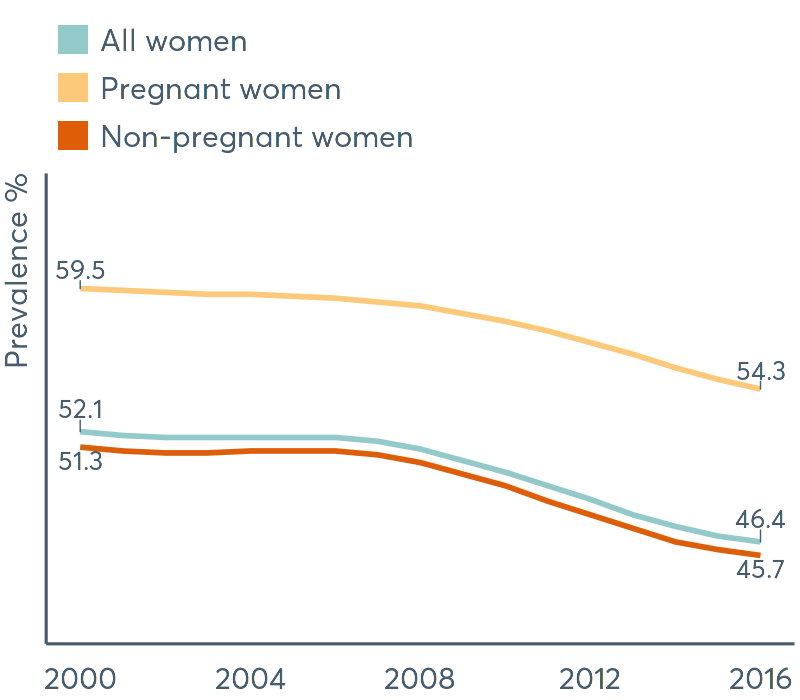 All women
Pregnant women
Non-pregnant women
Prevalence %
59.5
54.3
52.1
51.3
46.4
45.7
2000 2004 2008 2012 2016